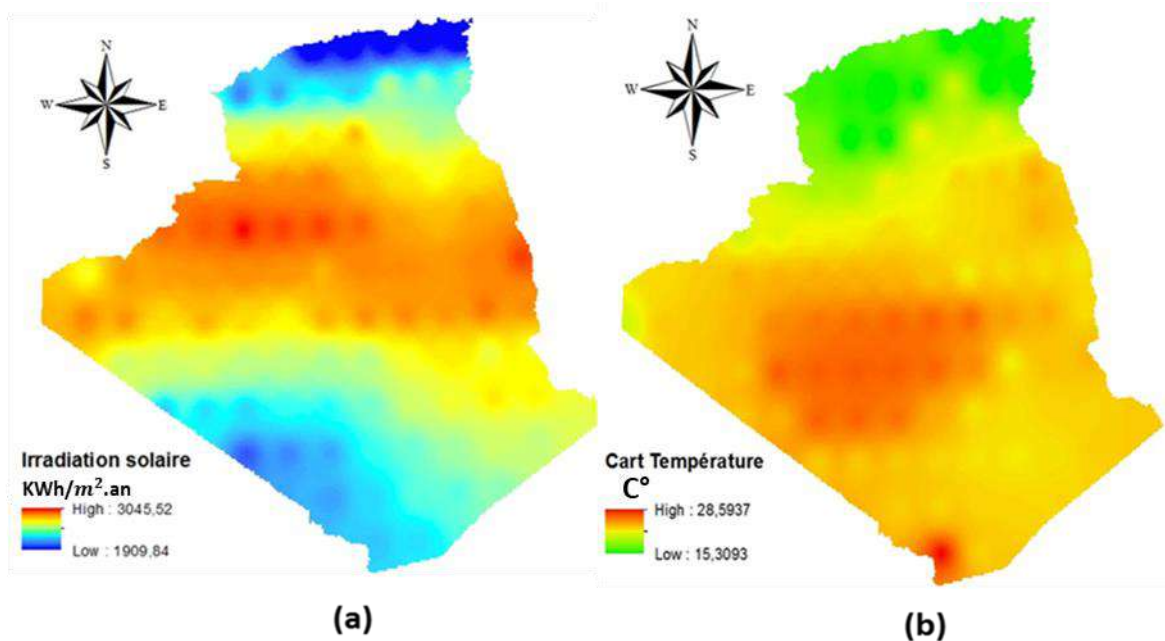 N
W E
S
Irradiation solaire
KWh/m².an
High : 3045,52
Low : 1909,84
(a)
N
W E
S
Cart Température
C°
High : 28,5937
Low : 15,3093
(b)